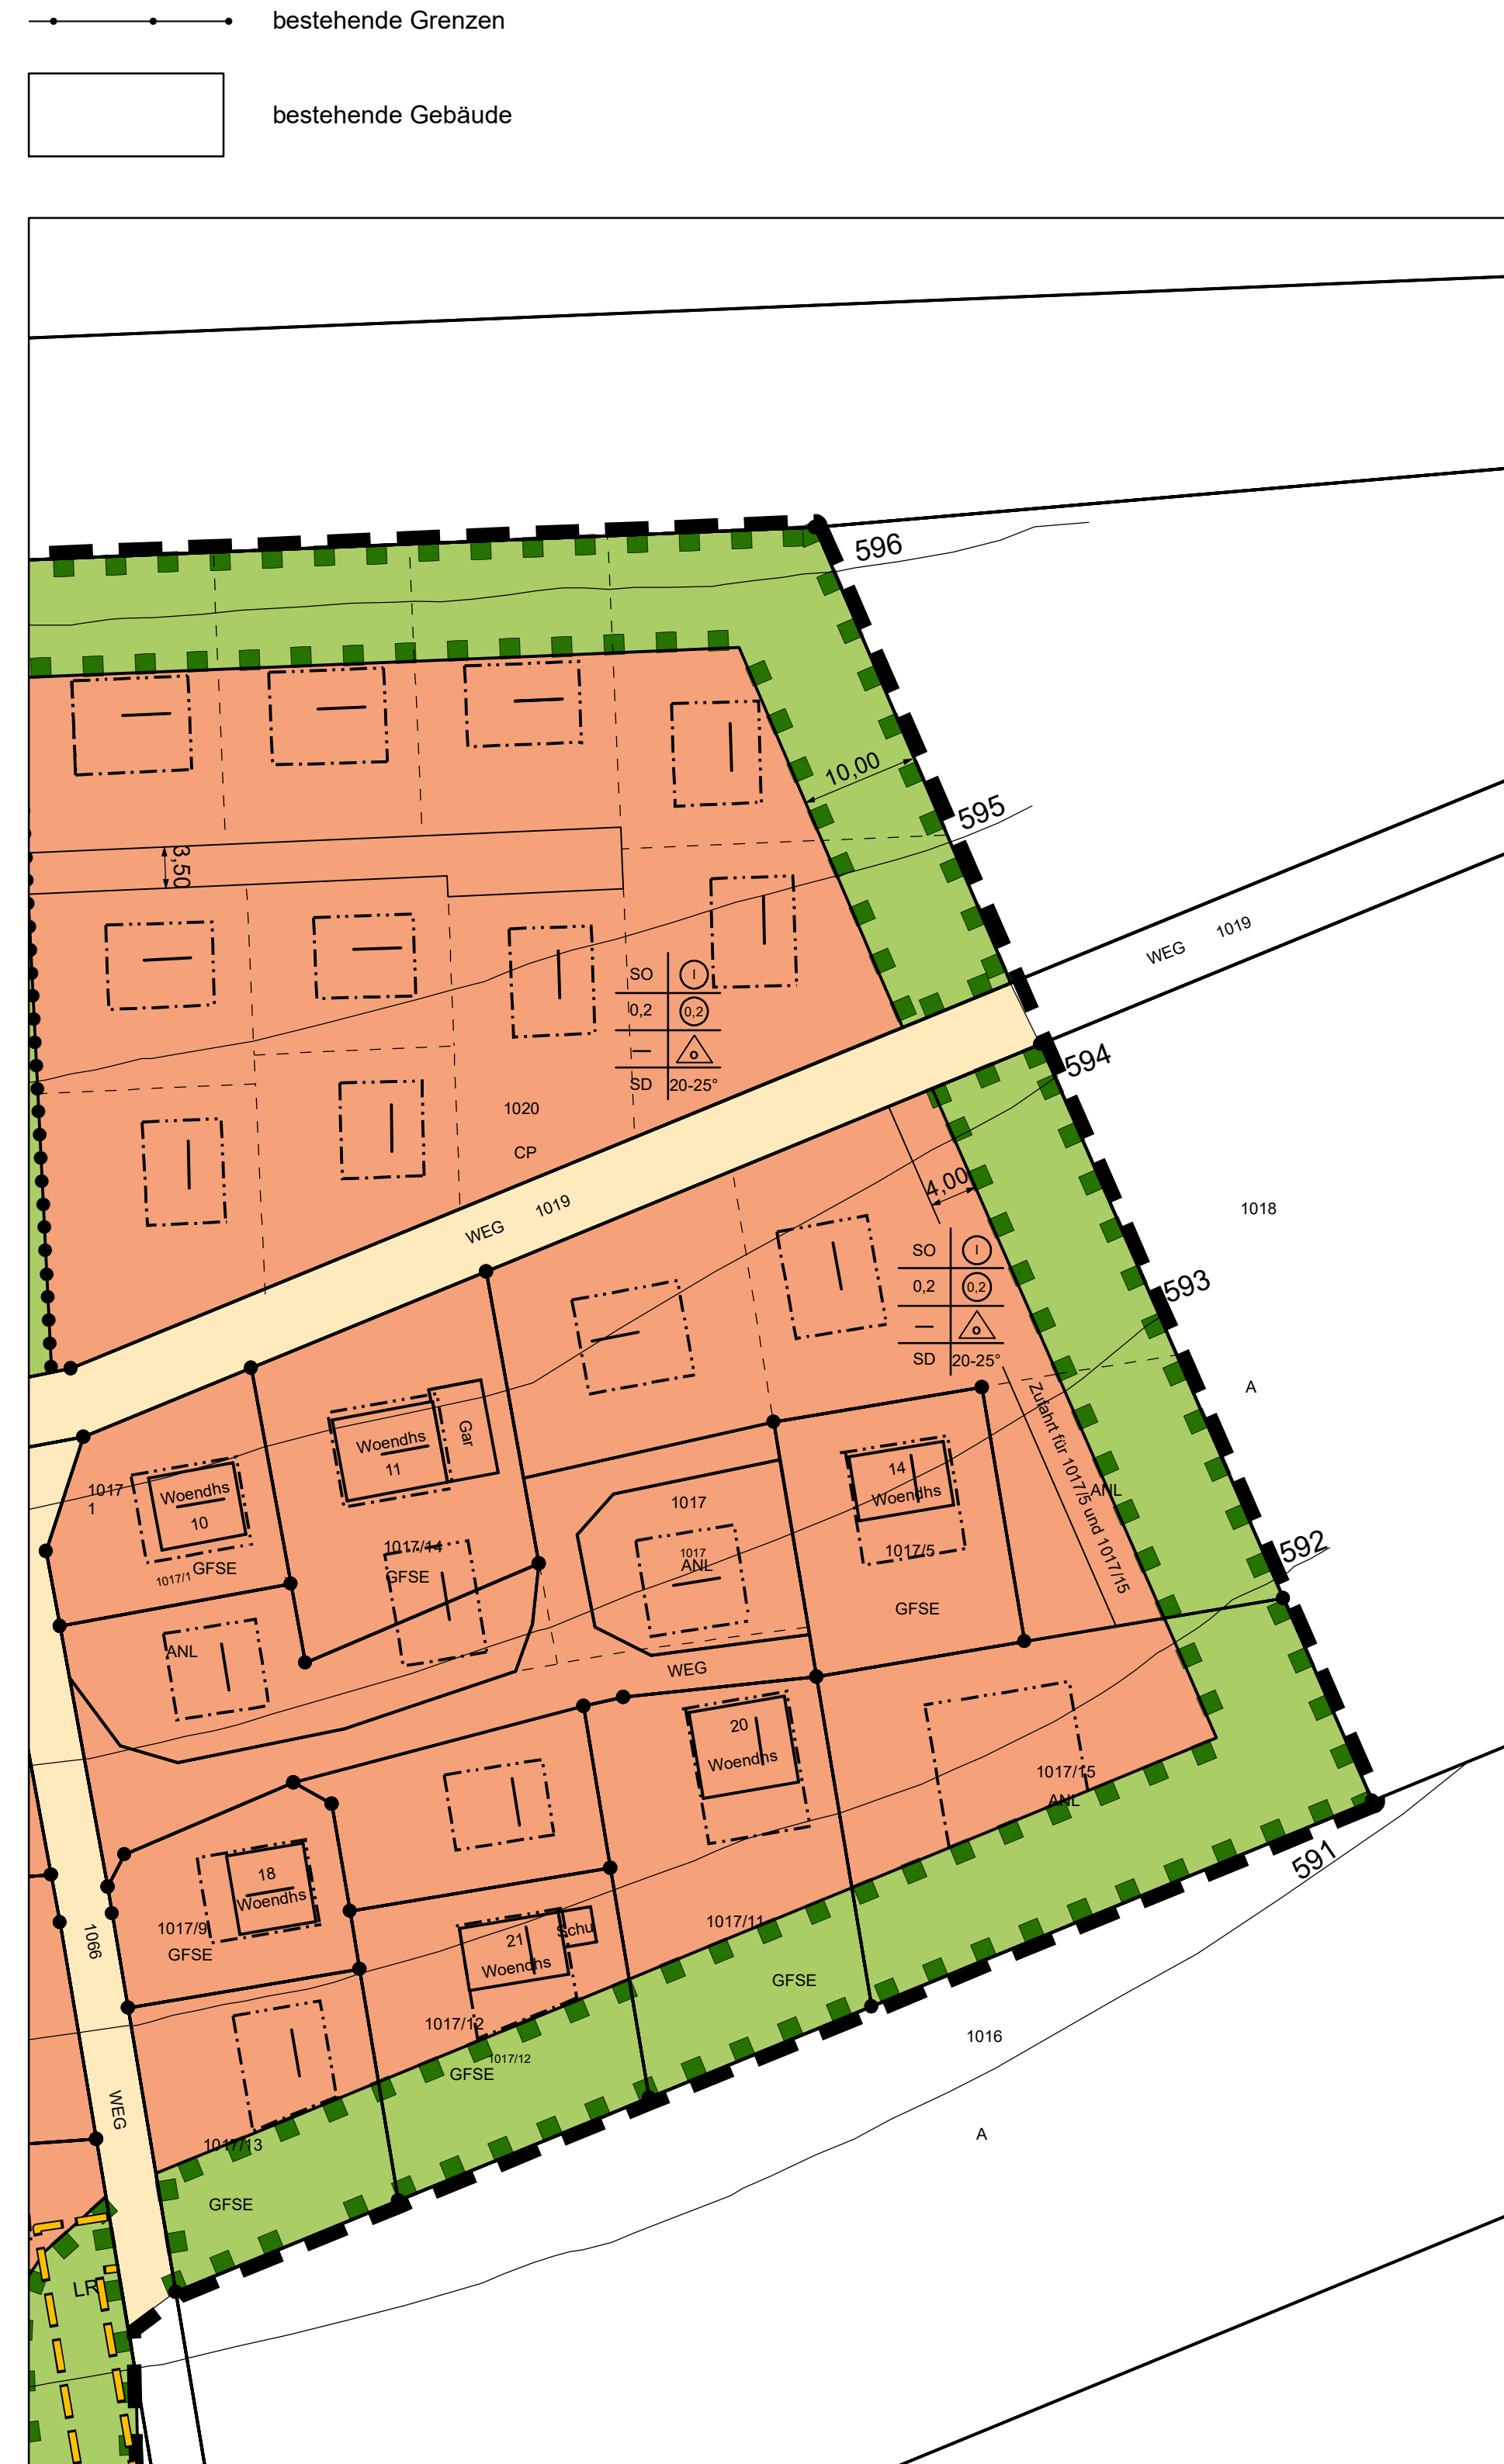 bestehende Grenzen
bestehende Gebäude
596
10,00
595
3,50
WEG 1019
SO I
0,2 0,2
— o
SD 20-25°
594
1020
CP
4,00
WEG 1019
1018
SO I
0,2 0,2
— o
SD 20-25°
593
A
Zufahrt für 1017/5 und 1017/15
Gar
Woendhs
11
14
Woendhs
1017
1
Woendhs
10
ANL
1017
1017/14
1017
ANL
1017/5
592
GFSE
1017/1
GFSE
GFSE
ANL
WEG
20
Woendhs
1017/15
ANL
591
18
Woendhs
1017/9
GFSE
1066
21
Woendhs
Schu
1017/11
GFSE
1017/12
1016
1017/12
GFSE
WEG
A
1017/13
GFSE
LR